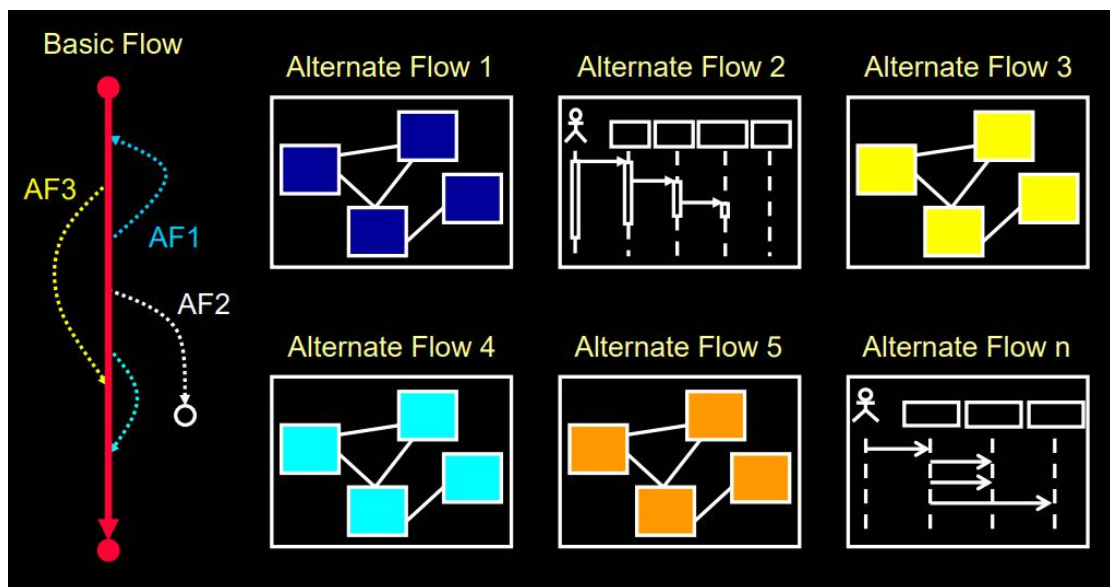 Basic Flow
AF3
AF1
AF2
Alternate Flow 1
Alternate Flow 2
Alternate Flow 3
Alternate Flow 4
Alternate Flow 5
Alternate Flow n